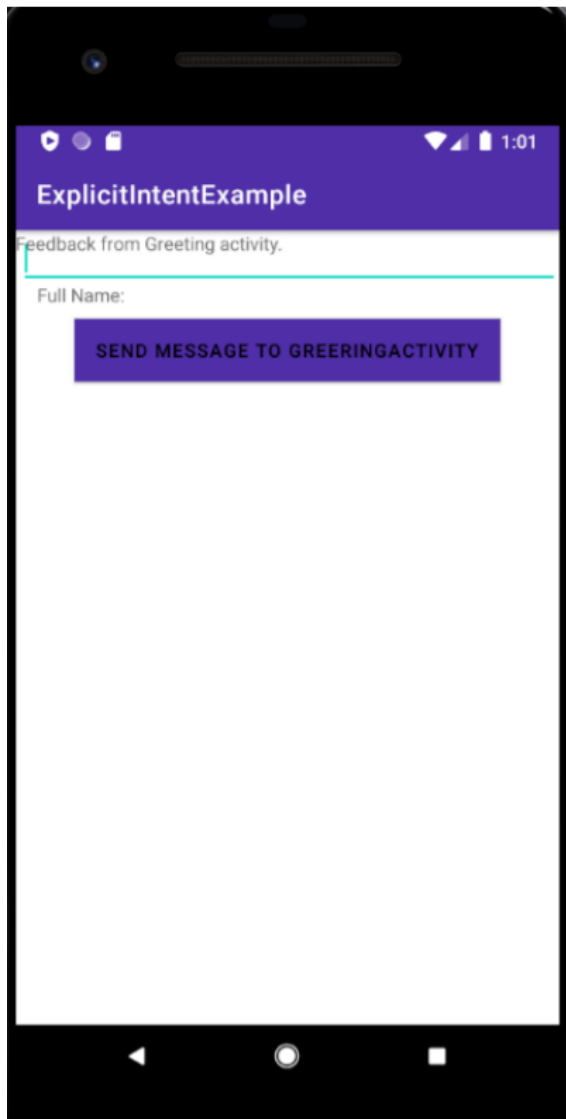 1:01
ExplicitIntentExample
Feedback from Greeting activity.
Full Name:
SEND MESSAGE TO GREERINGACTIVITY